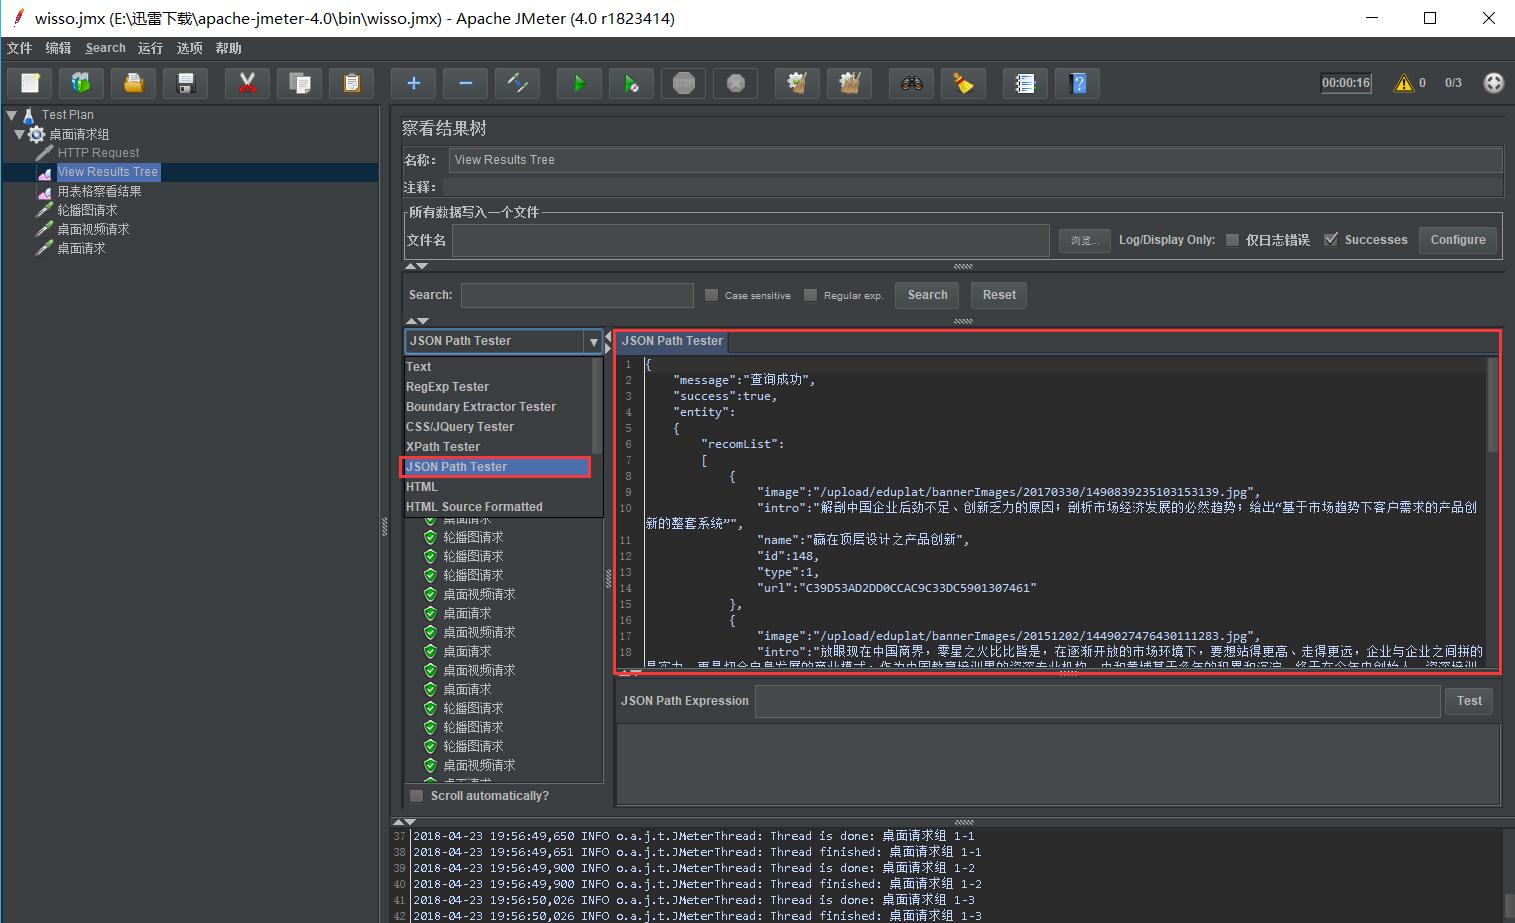 wisso.jmx (E:\迅雷下载\apache-jmeter-4.0\bin\wisso.jmx) - Apache JMeter (4.0 r1823414)
文件 编辑 Search 运行 选项 帮助
00:00:16 0 0/3
Test Plan
桌面请求组
HTTP Request
View Results Tree
用表格察看结果
轮播图请求
桌面视频请求
桌面请求
察看结果树
名称: View Results Tree
注释:
所有数据写入一个文件
文件名 浏览... Log/Display Only: 仅日志错误 Successes Configure
Search: Case sensitive Regular exp. Search Reset
JSON Path Tester
Text
RegExp Tester
Boundary Extractor Tester
CSS/JQuery Tester
XPath Tester
JSON Path Tester
HTML
HTML Source Formatted
桌面请求
轮播图请求
轮播图请求
轮播图请求
桌面视频请求
桌面请求
桌面视频请求
桌面请求
桌面视频请求
桌面请求
轮播图请求
轮播图请求
轮播图请求
桌面视频请求
Scroll automatically?
JSON Path Tester
1 {
2 "message":"查询成功",
3 "success":true,
4 "entity":
5 {
6 "recomList":
7 [
8 {
9 "image":"/upload/eduplat/bannerImages/20170330/1490839235103153139.jpg",
10 "intro":"解剖中国企业后劲不足、创新乏力的原因；剖析市场经济发展的必然趋势；给出“基于市场趋势下客户需求的产品创
新的整套系统”",
11 "name":"赢在顶层设计之产品创新",
12 "id":148,
13 "type":1,
14 "url":"C39D53AD2DD0CCAC9C33DC5901307461"
15 },
16 {
17 "image":"/upload/eduplat/bannerImages/20151202/1449027476430111283.jpg",
18 "intro":"放眼现在中国商界，零星之火比比皆是，在逐渐开放的市场环境下，要想站得更高、走得更远，企业与企业之间拼的
JSON Path Expression Test
37 2018-04-23 19:56:49,650 INFO o.a.j.t.JMeterThread: Thread is done: 桌面请求组 1-1
38 2018-04-23 19:56:49,651 INFO o.a.j.t.JMeterThread: Thread finished: 桌面请求组 1-1
39 2018-04-23 19:56:49,900 INFO o.a.j.t.JMeterThread: Thread is done: 桌面请求组 1-2
40 2018-04-23 19:56:49,900 INFO o.a.j.t.JMeterThread: Thread finished: 桌面请求组 1-2
41 2018-04-23 19:56:50,026 INFO o.a.j.t.JMeterThread: Thread is done: 桌面请求组 1-3
42 2018-04-23 19:56:50,026 INFO o.a.j.t.JMeterThread: Thread finished: 桌面请求组 1-3